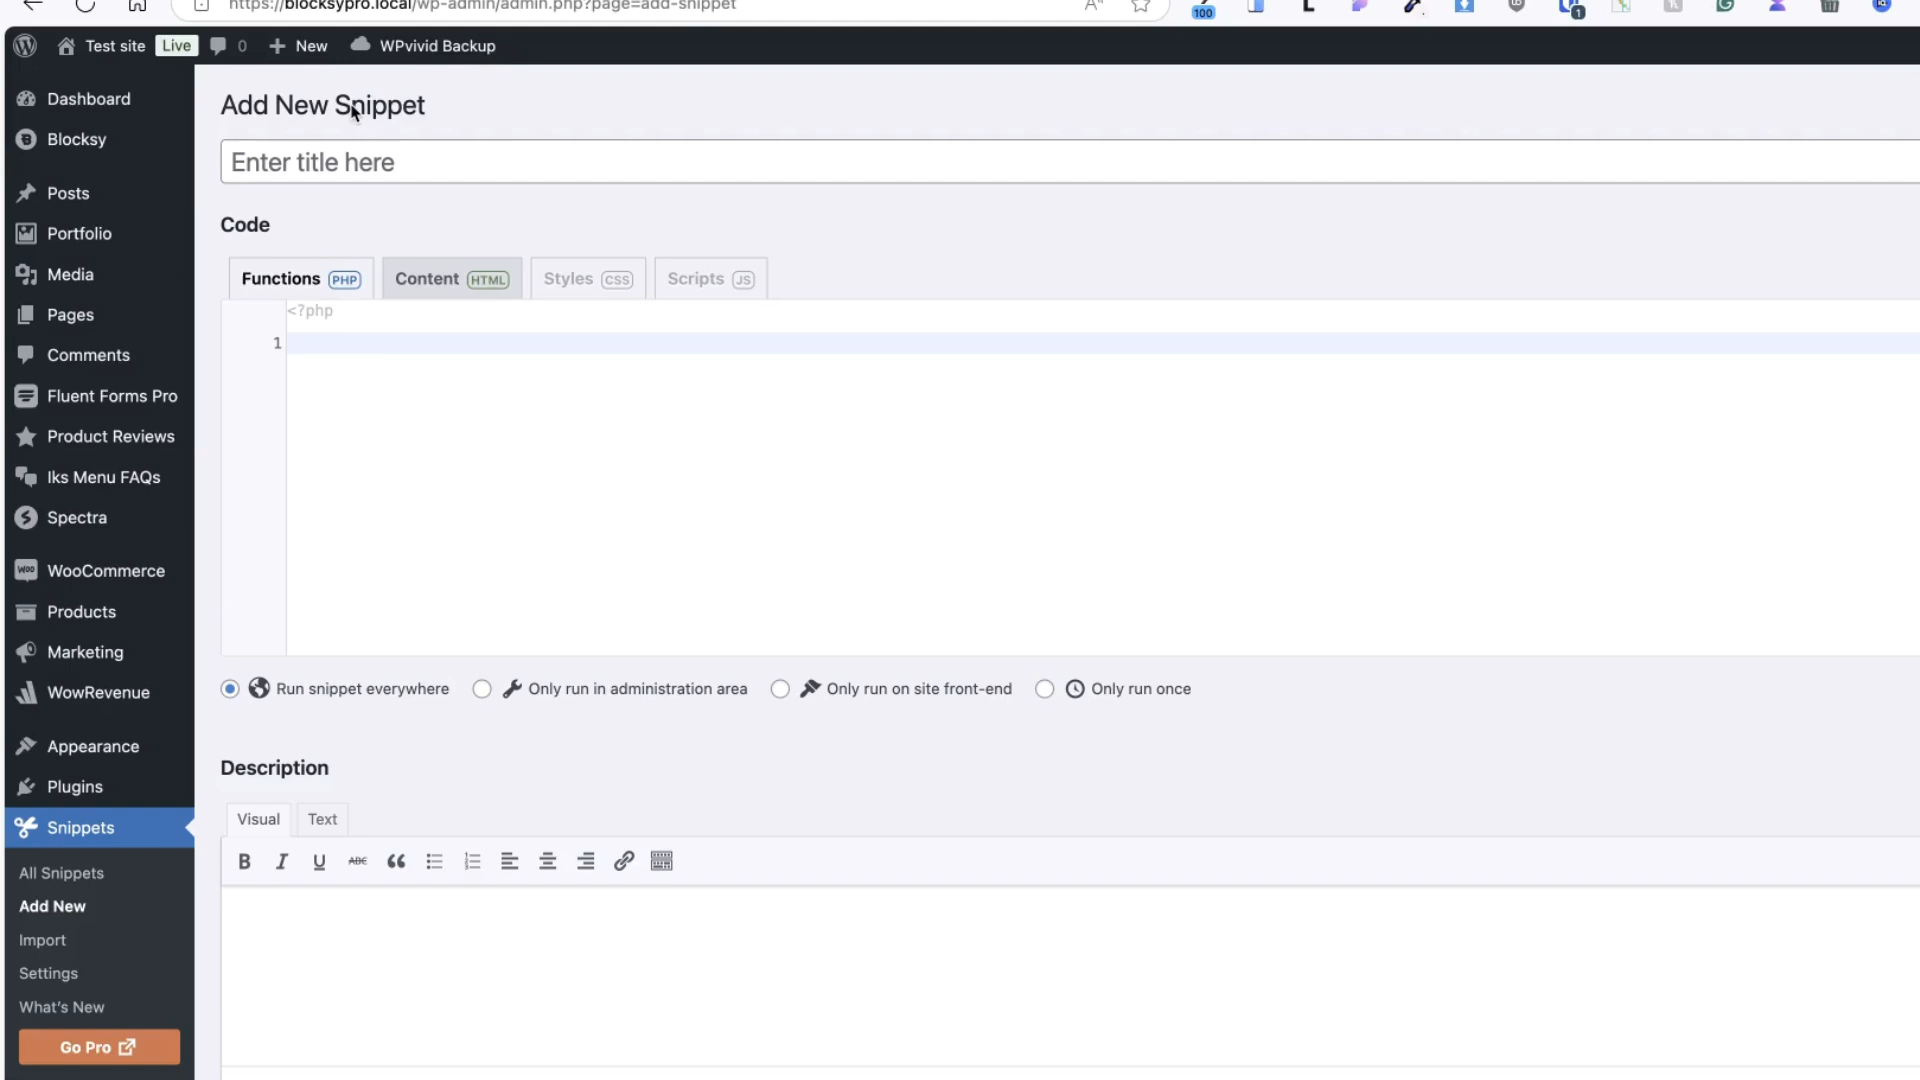 https://blocksypro.local/wp-admin/admin.php?page=add-snippet
100
1
Test site Live 0 New WPvivid Backup
Dashboard
Blocksy
Posts
Portfolio
Media
Pages
Comments
Fluent Forms Pro
Product Reviews
Iks Menu FAQs
Spectra
WooCommerce
Products
Marketing
WowRevenue
Appearance
Plugins
Snippets
All Snippets
Add New
Import
Settings
What's New
Go Pro
Add New Snippet
Enter title here
Code
Functions PHP Content HTML Styles CSS Scripts JS
<?php
1
Run snippet everywhere Only run in administration area Only run on site front-end Only run once
Description
Visual Text
B I U ABC